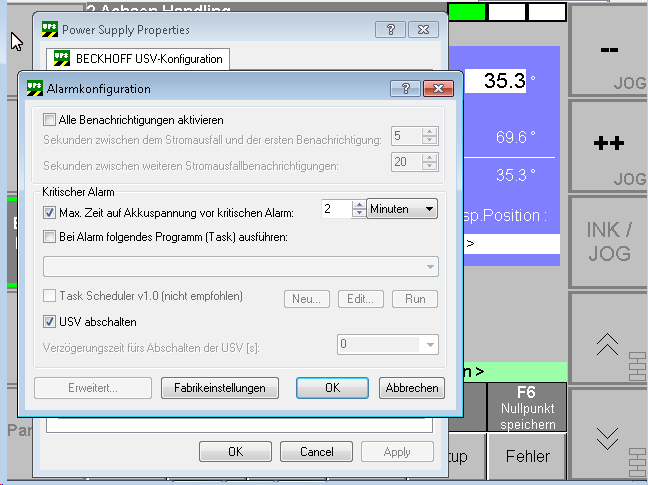 2 Achsen Handling
Power Supply Properties
BECKHOFF USV-Konfiguration
Alarmkonfiguration
Alle Benachrichtigungen aktivieren
Sekunden zwischen dem Stromausfall und der ersten Benachrichtigung: 5
Sekunden zwischen weiteren Stromausfallbenachrichtigungen: 20
Kritischer Alarm
Max. Zeit auf Akkuspannung vor kritischen Alarm: 2 Minuten
Bei Alarm folgendes Programm (Task) ausführen:
Task Scheduler v1.0 (nicht empfohlen) Neu... Edit... Run
USV abschalten
Verzögerungszeit fürs Abschalten der USV [s]: 0
Erweitert... Fabrikeinstellungen OK Abbrechen
OK Cancel Apply
35.3 °
69.6 °
35.3 °
sp.Position :
>
n >
F6
Nullpunkt
speichern
Par
tup
Fehler
--
JOG
++
JOG
INK /
JOG